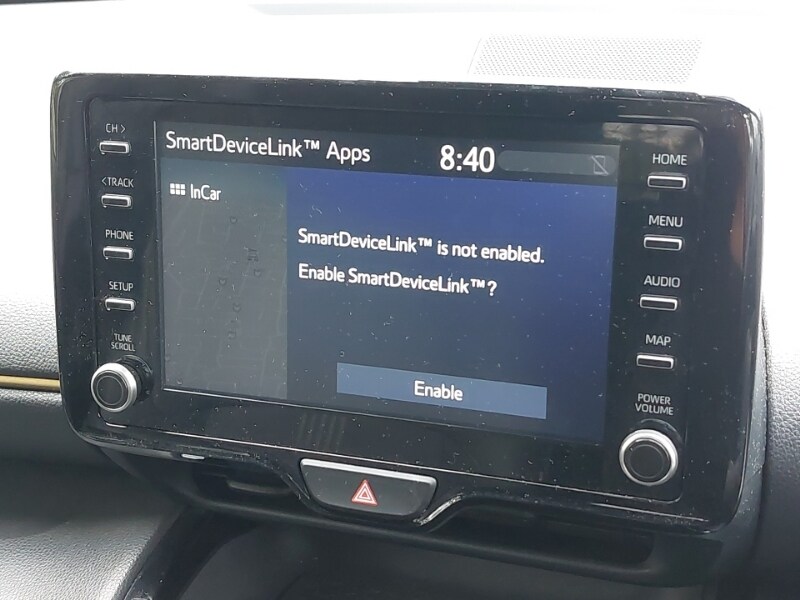 CH >
< TRACK
PHONE
SETUP
TUNE
SCROLL
SmartDeviceLink™ Apps
8:40
InCar
SmartDeviceLink™ is not enabled.
Enable SmartDeviceLink™?
Enable
HOME
MENU
AUDIO
MAP
POWER
VOLUME